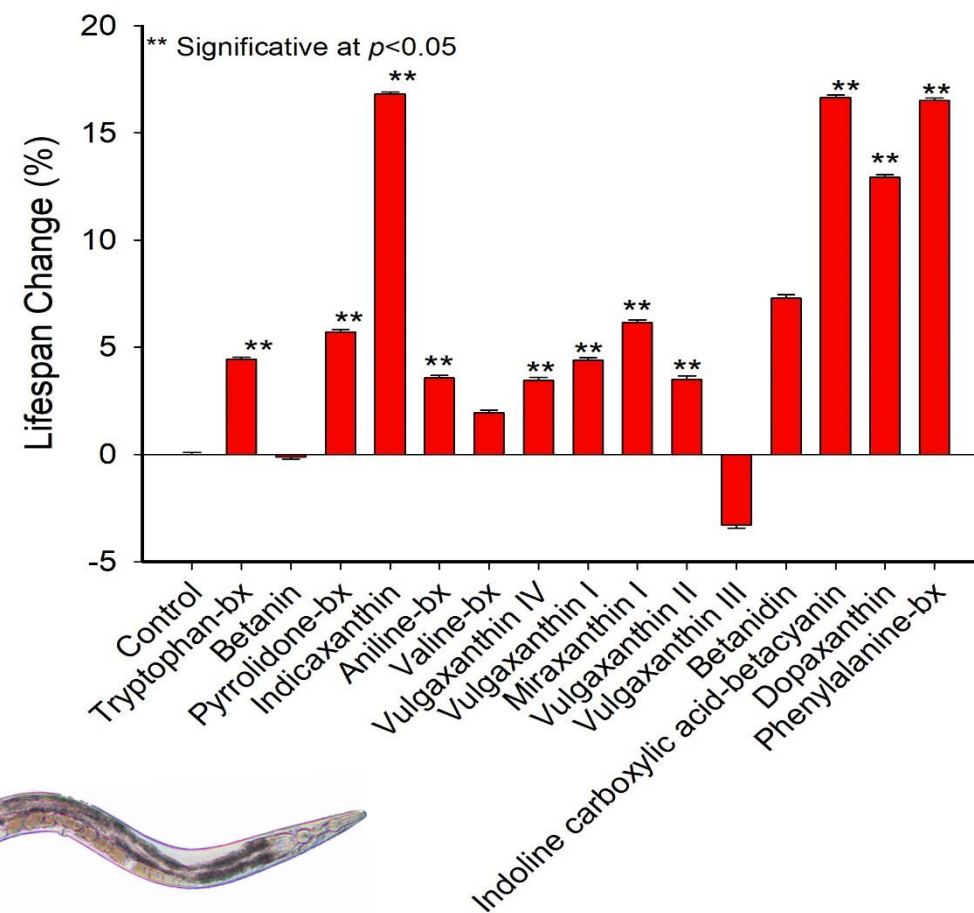 20
** Significative at p<0.05
**
**
**
15
**
10
Lifespan Change (%)
**
**
5
**
**
**
**
**
0
-5
Control
Tryptophan-bx
Betanin
Pyrrolidone-bx
Indicaxanthin
Aniline-bx
Valine-bx
Vulgaxanthin IV
Vulgaxanthin I
Miraxanthin I
Vulgaxanthin II
Vulgaxanthin III
Betanidin
Indoline carboxylic acid-betacyanin
Dopaxanthin
Phenylalanine-bx